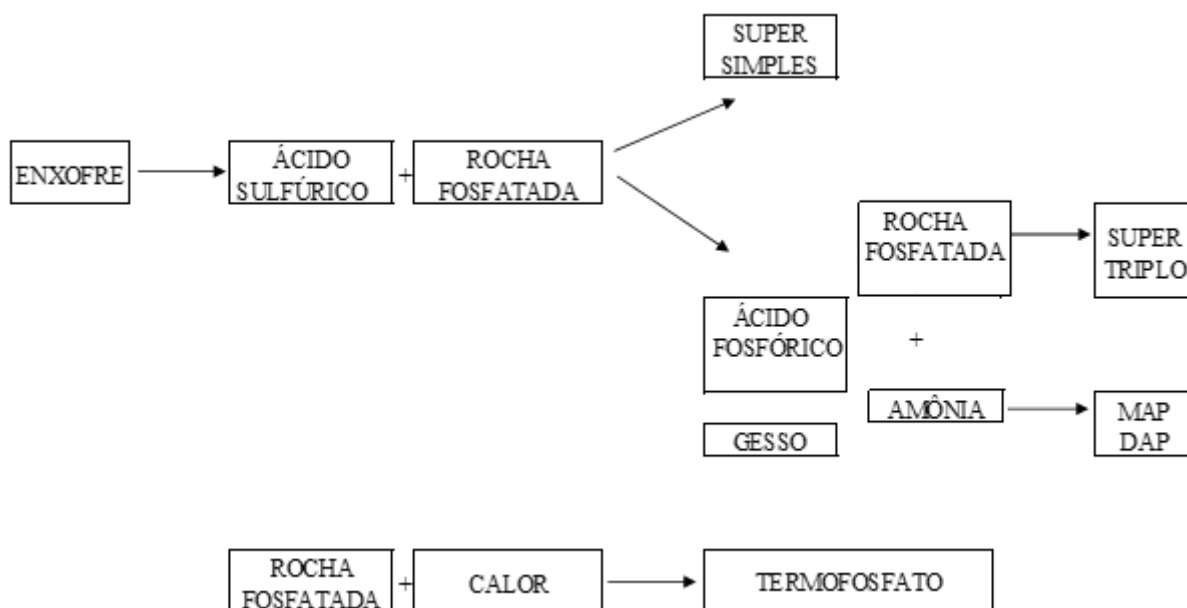 SUPER
SIMPLES
ENXOFRE
ÁCIDO
SULFÚRICO
+
ROCHA
FOSFATADA
ROCHA
FOSFATADA
SUPER
TRIPLO
ÁCIDO
FOSFÓRICO
+
AMÔNIA
MAP
DAP
GESSO
ROCHA
FOSFATADA
+
CALOR
TERMOFOSFATO